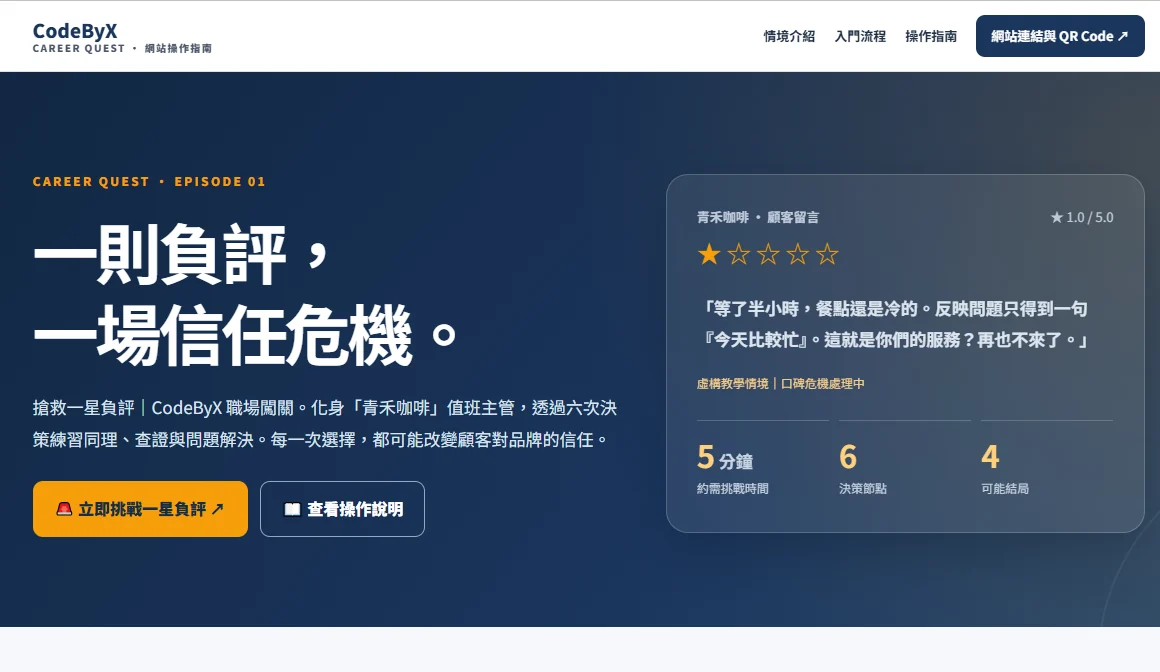 CodeByX
CAREER QUEST · 網站操作指南
情境介紹
入門流程
操作指南
網站連結與 QR Code ↗
CAREER QUEST · EPISODE 01
一則負評，
一場信任危機。
搶救一星負評｜CodeByX 職場闖關。化身「青禾咖啡」值班主管，透過六次決
策練習同理、查證與問題解決。每一次選擇，都可能改變顧客對品牌的信任。
🚨 立即挑戰一星負評 ↗
📖 查看操作說明
青禾咖啡 · 顧客留言
★ 1.0 / 5.0
★☆☆☆☆
「等了半小時，餐點還是冷的。反映問題只得到一句
『今天比較忙』。這就是你們的服務？再也不來了。」
虛構教學情境｜口碑危機處理中
5 分鐘
約需挑戰時間
6
決策節點
4
可能結局